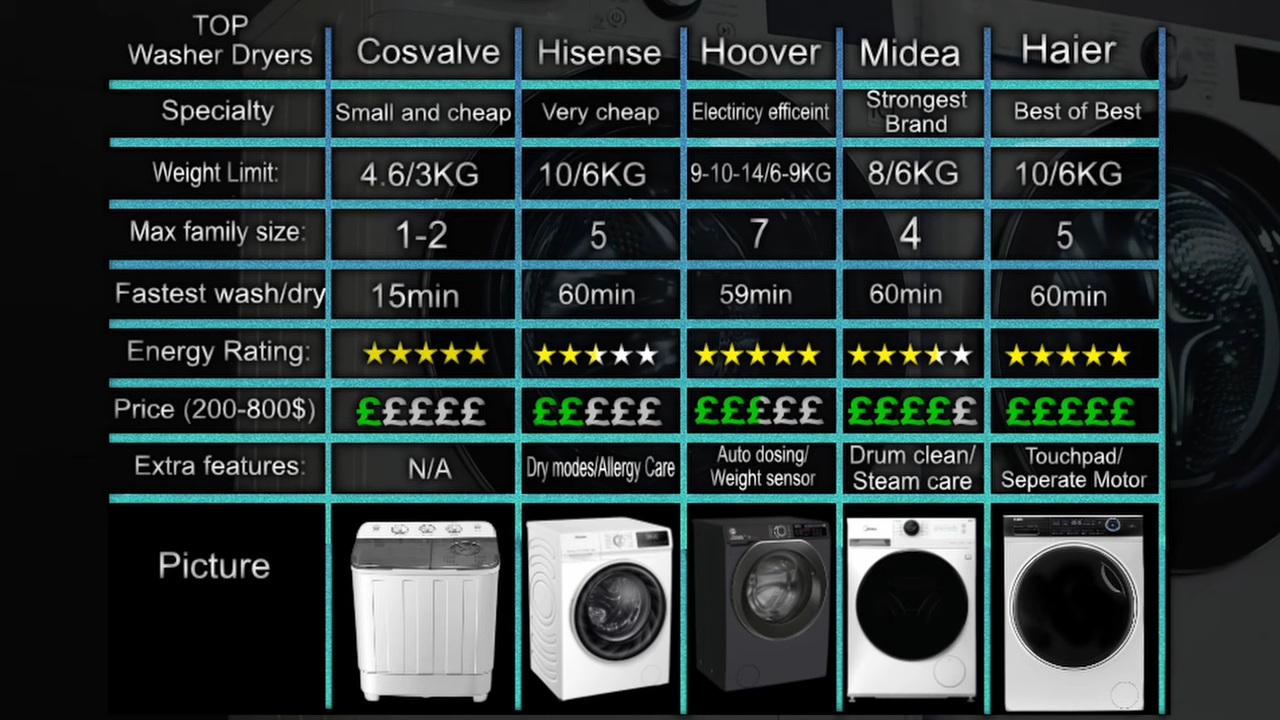 TOP
Washer Dryers
Cosvalve
Hisense
Hoover
Midea
Haier
Specialty
Small and cheap
Very cheap
Electiricy efficeint
Strongest
Brand
Best of Best
Weight Limit:
4.6/3KG
10/6KG
9-10-14/6-9KG
8/6KG
10/6KG
Max family size:
1-2
5
7
4
5
Fastest wash/dry
15min
60min
59min
60min
60min
Energy Rating:
★★★★★
★★★★★
★★★★★
★★★★★
★★★★★
Price (200-800$)
£££££
£££££
£££££
£££££
£££££
Extra features:
N/A
Dry modes/Allergy Care
Auto dosing/
Weight sensor
Drum clean/
Steam care
Touchpad/
Seperate Motor
Picture